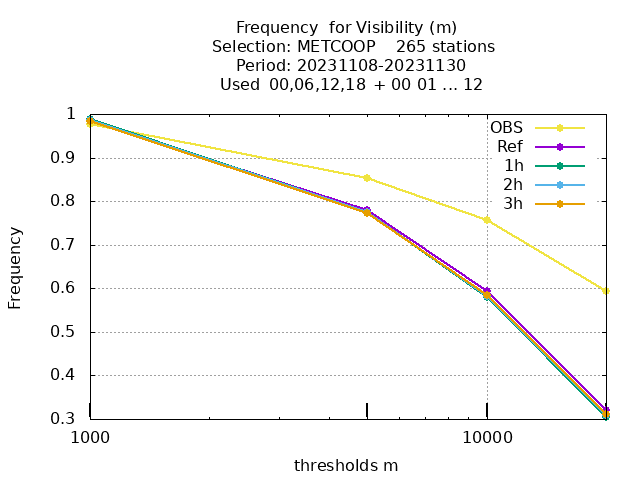 Frequency  for Visibility (m)
Selection: METCOOP    265 stations
Period: 20231108-20231130
Used  00,06,12,18  + 00 01 ... 12
1
0.9
0.8
0.7
0.6
0.5
0.4
0.3
Frequency
OBS
Ref
1h
2h
3h
1000
10000
thresholds m